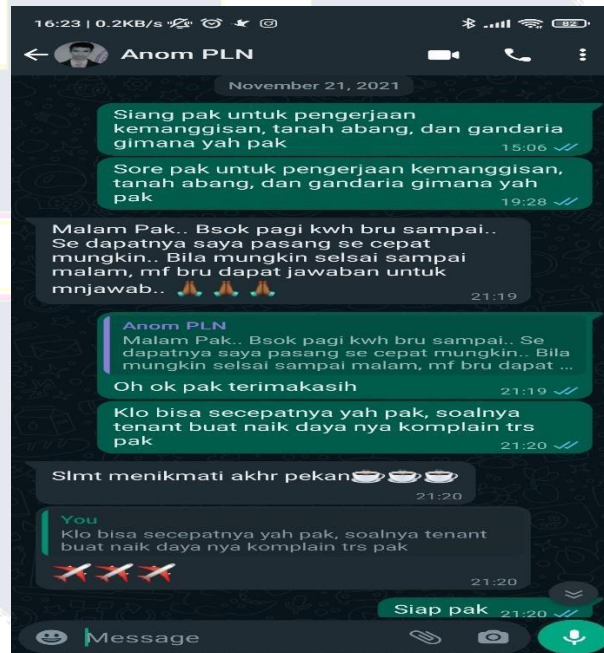 16:23 | 0.2KB/s
82
Anom PLN
November 21, 2021
Siang pak untuk pengerjaan
kemanggisan, tanah abang, dan gandaria
gimana yah pak
15:06
Sore pak untuk pengerjaan kemanggisan,
tanah abang, dan gandaria gimana yah
pak
19:28
Malam Pak.. Bsok pagi kwh bru sampai..
Se dapatnya saya pasang se cepat
mungkin.. Bila mungkin selsai sampai
malam, mf bru dapat jawaban untuk
mnjawab.. 🙏🏾 🙏🏾 🙏🏾
21:19
Anom PLN
Malam Pak.. Bsok pagi kwh bru sampai.. Se
dapatnya saya pasang se cepat mungkin.. Bila
mungkin selsai sampai malam, mf bru dapat ...
Oh ok pak terimakasih
21:19
Klo bisa secepatnya yah pak, soalnya
tenant buat naik daya nya komplain trs
pak
21:20
Slmt menikmati akhr pekan☕☕☕
21:20
You
Klo bisa secepatnya yah pak, soalnya tenant
buat naik daya nya komplain trs pak
✈✈✈
21:20
Siap pak 21:20
Message